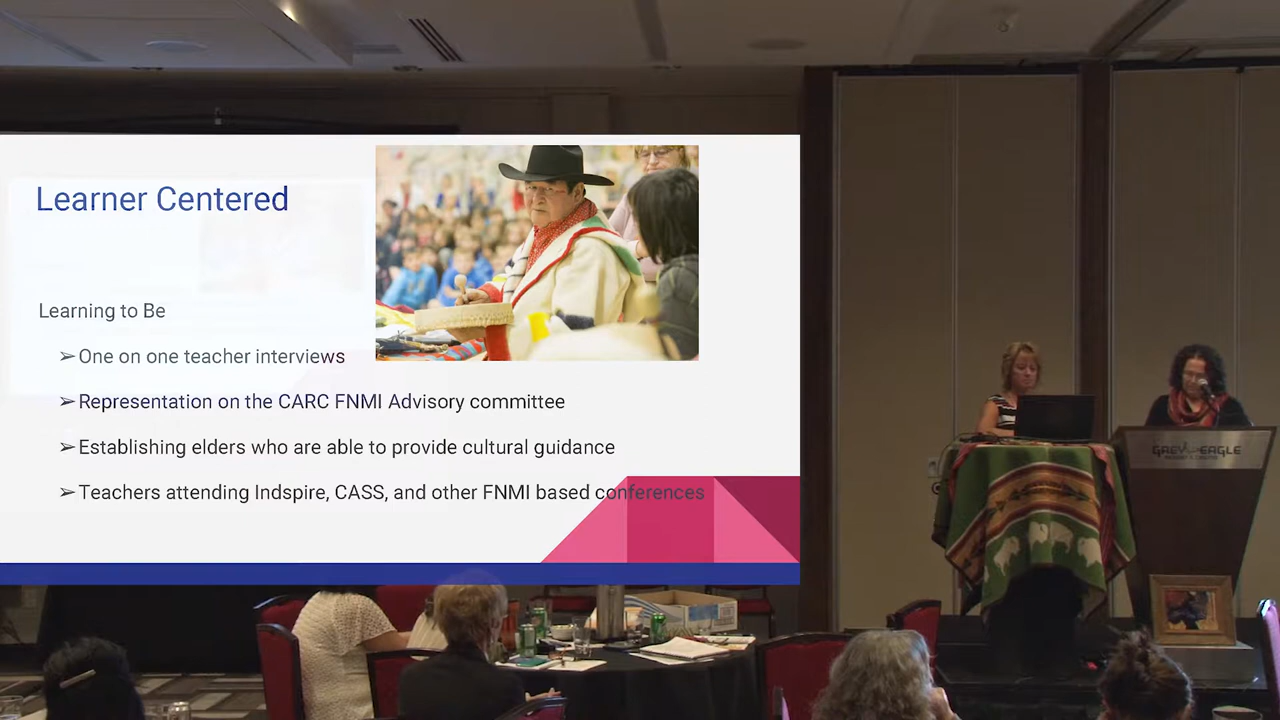 Learner Centered
Learning to Be
➢One on one teacher interviews
➢Representation on the CARC FNMI Advisory committee
➢Establishing elders who are able to provide cultural guidance
➢Teachers attending Indspire, CASS, and other FNMI based conferences
GREY EAGLE